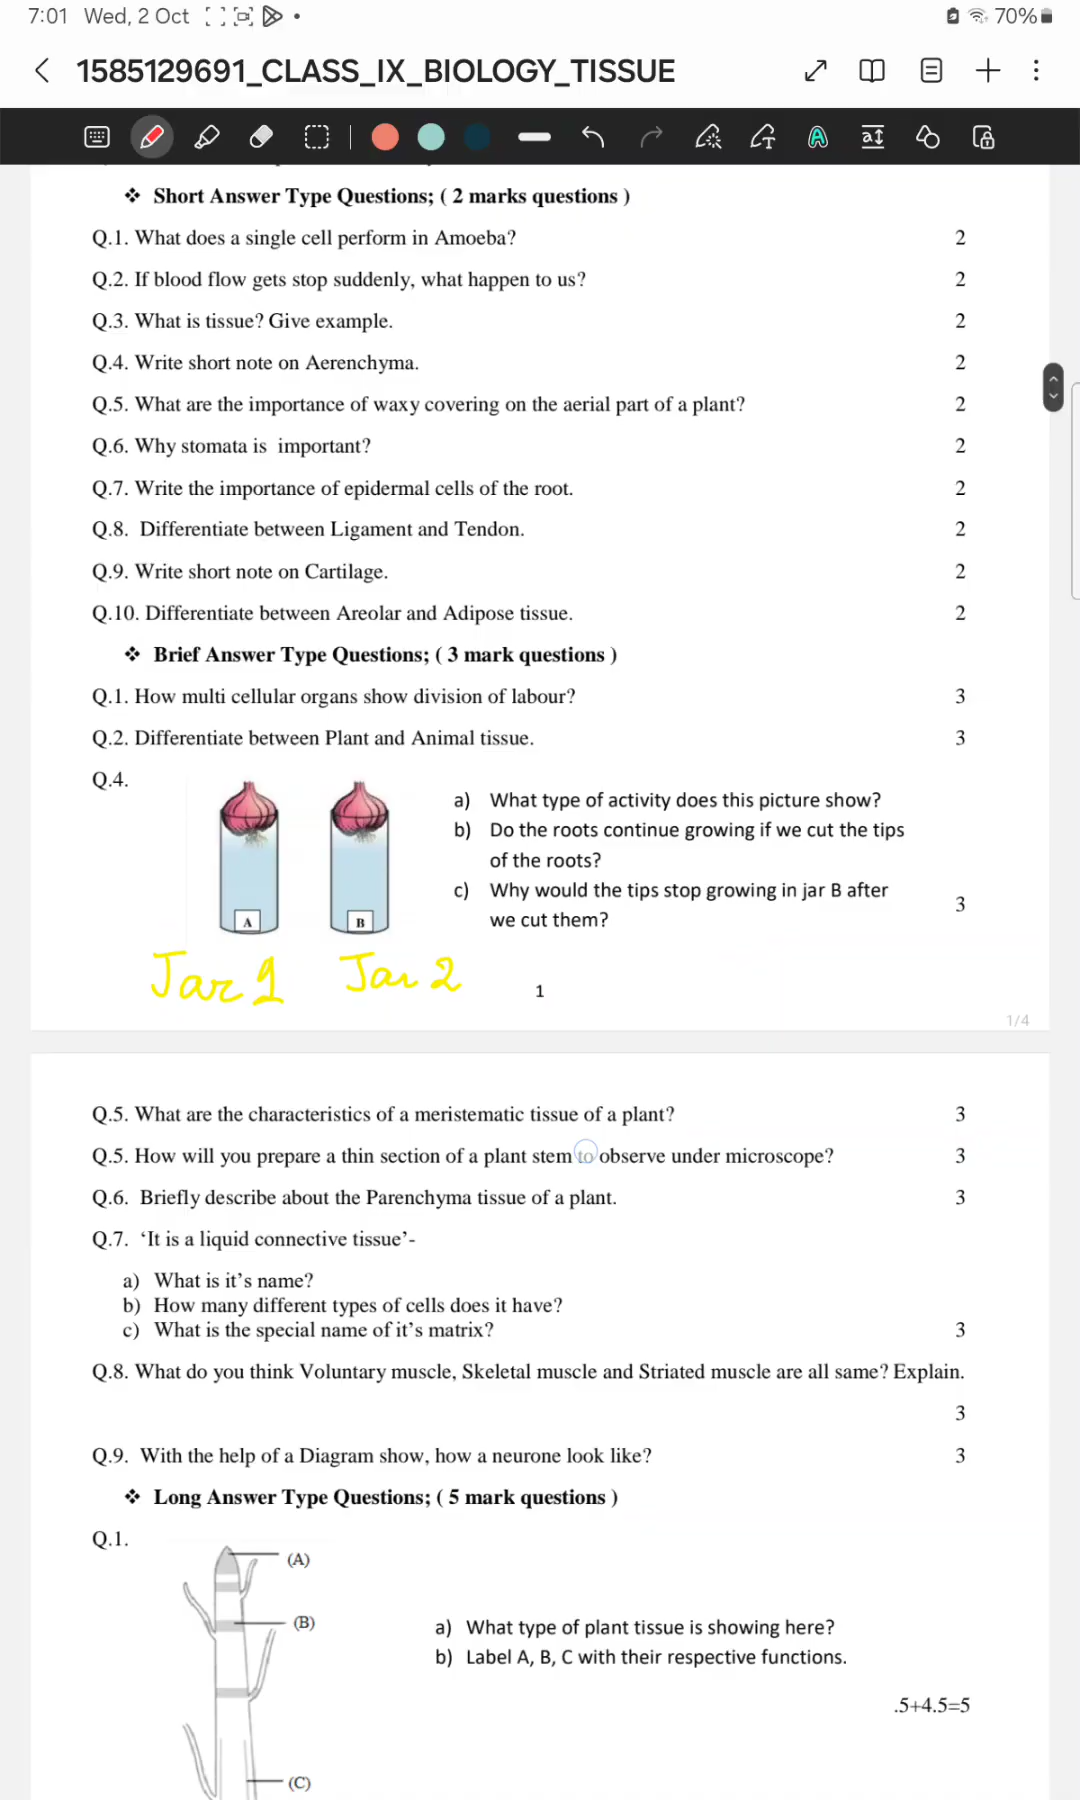 7:01 Wed, 2 Oct
70%
1585129691_CLASS_IX_BIOLOGY_TISSUE
Short Answer Type Questions; ( 2 marks questions )
Q.1. What does a single cell perform in Amoeba? 2
Q.2. If blood flow gets stop suddenly, what happen to us? 2
Q.3. What is tissue? Give example. 2
Q.4. Write short note on Aerenchyma. 2
Q.5. What are the importance of waxy covering on the aerial part of a plant? 2
Q.6. Why stomata is important? 2
Q.7. Write the importance of epidermal cells of the root. 2
Q.8. Differentiate between Ligament and Tendon. 2
Q.9. Write short note on Cartilage. 2
Q.10. Differentiate between Areolar and Adipose tissue. 2
Brief Answer Type Questions; ( 3 mark questions )
Q.1. How multi cellular organs show division of labour? 3
Q.2. Differentiate between Plant and Animal tissue. 3
Q.4.
a) What type of activity does this picture show?
b) Do the roots continue growing if we cut the tips
of the roots?
c) Why would the tips stop growing in jar B after
we cut them? 3
A B
Jar 1 Jar 2
1
1/4
Q.5. What are the characteristics of a meristematic tissue of a plant? 3
Q.5. How will you prepare a thin section of a plant stem to observe under microscope? 3
Q.6. Briefly describe about the Parenchyma tissue of a plant. 3
Q.7. ‘It is a liquid connective tissue’-
a) What is it’s name?
b) How many different types of cells does it have?
c) What is the special name of it’s matrix? 3
Q.8. What do you think Voluntary muscle, Skeletal muscle and Striated muscle are all same? Explain.
3
Q.9. With the help of a Diagram show, how a neurone look like? 3
Long Answer Type Questions; ( 5 mark questions )
Q.1.
(A)
(B)
a) What type of plant tissue is showing here?
b) Label A, B, C with their respective functions.
.5+4.5=5
(C)